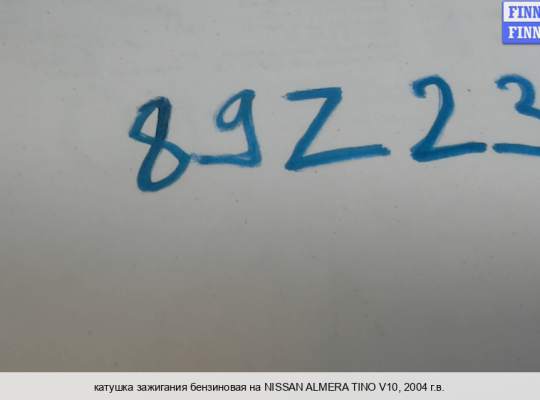 FINN
FINN
89Z23
катушка зажигания бензиновая на NISSAN ALMERA TINO V10, 2004 г.в.